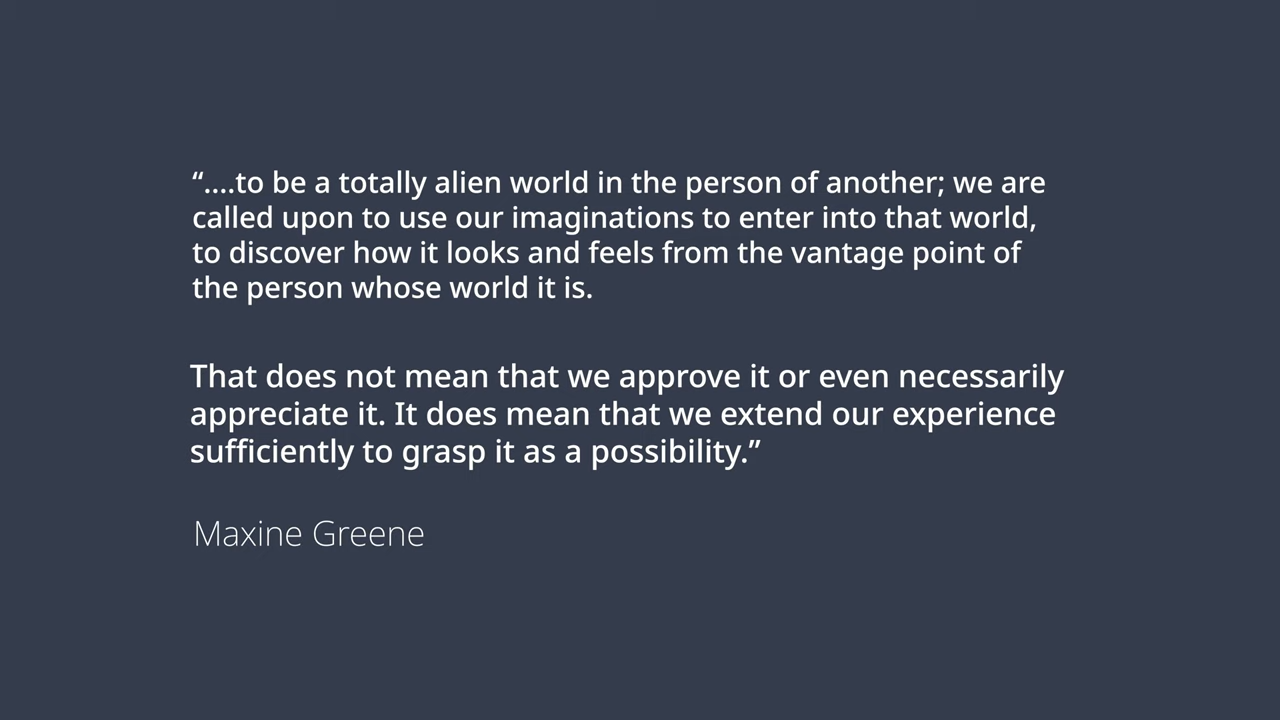 “....to be a totally alien world in the person of another; we are
called upon to use our imaginations to enter into that world,
to discover how it looks and feels from the vantage point of
the person whose world it is.
That does not mean that we approve it or even necessarily
appreciate it. It does mean that we extend our experience
sufficiently to grasp it as a possibility.”
Maxine Greene